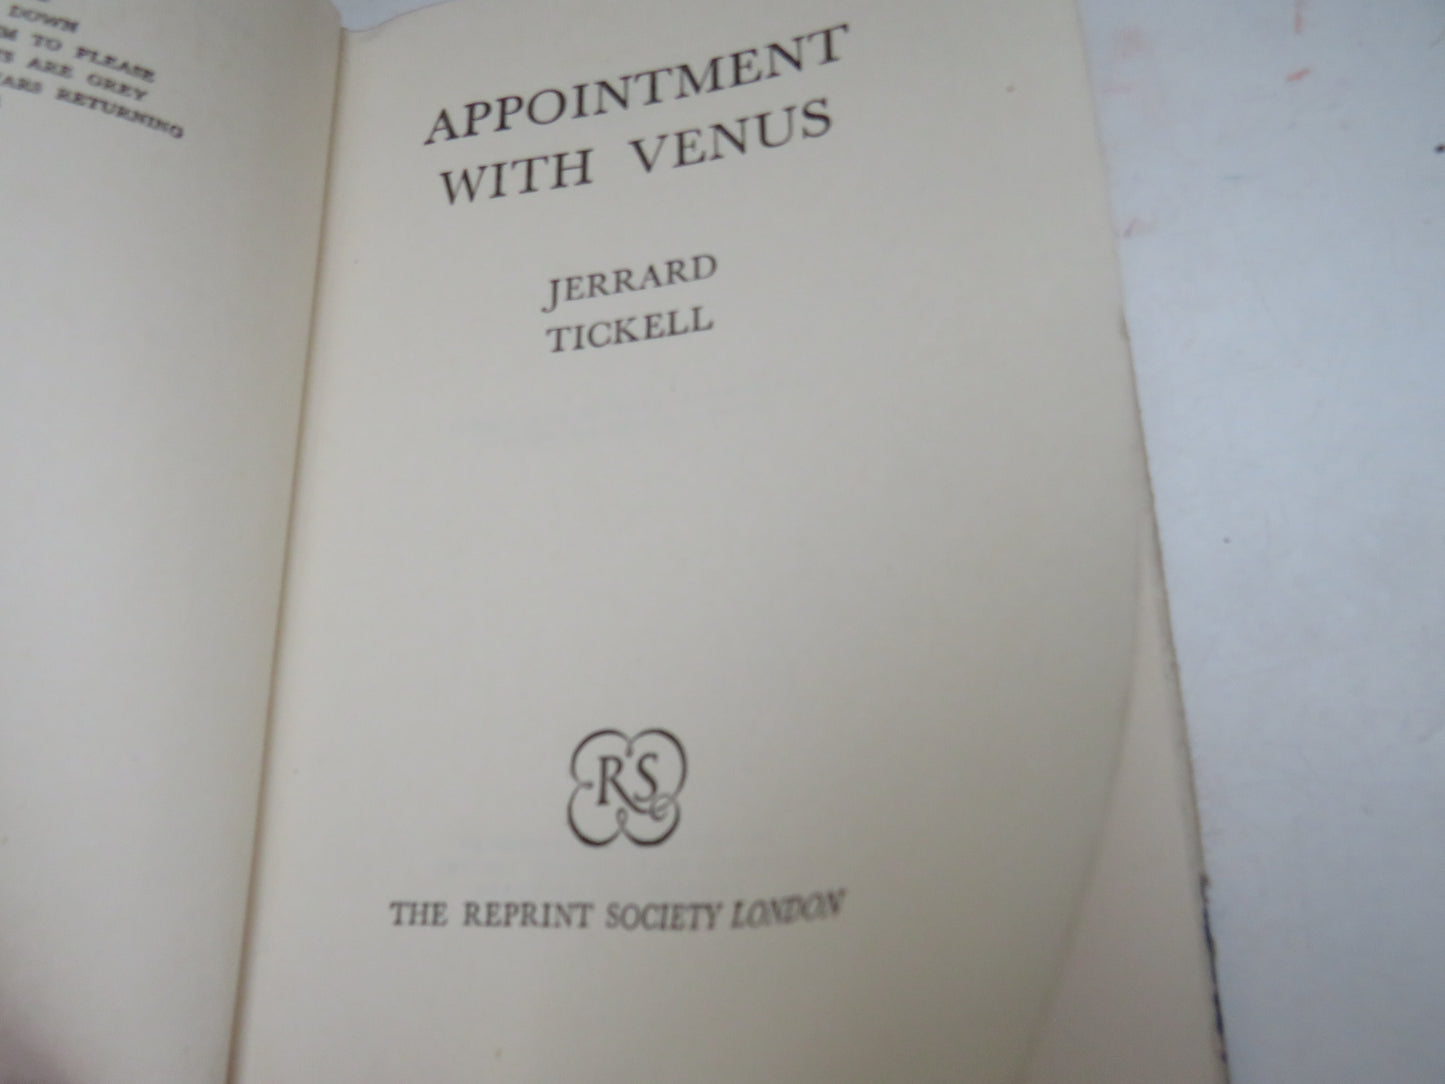 DOWN
TO PLEASE
ARE GREY
RETURNING
APPOINTMENT
WITH VENUS
JERRARD
TICKELL
RS
THE REPRINT SOCIETY LONDON